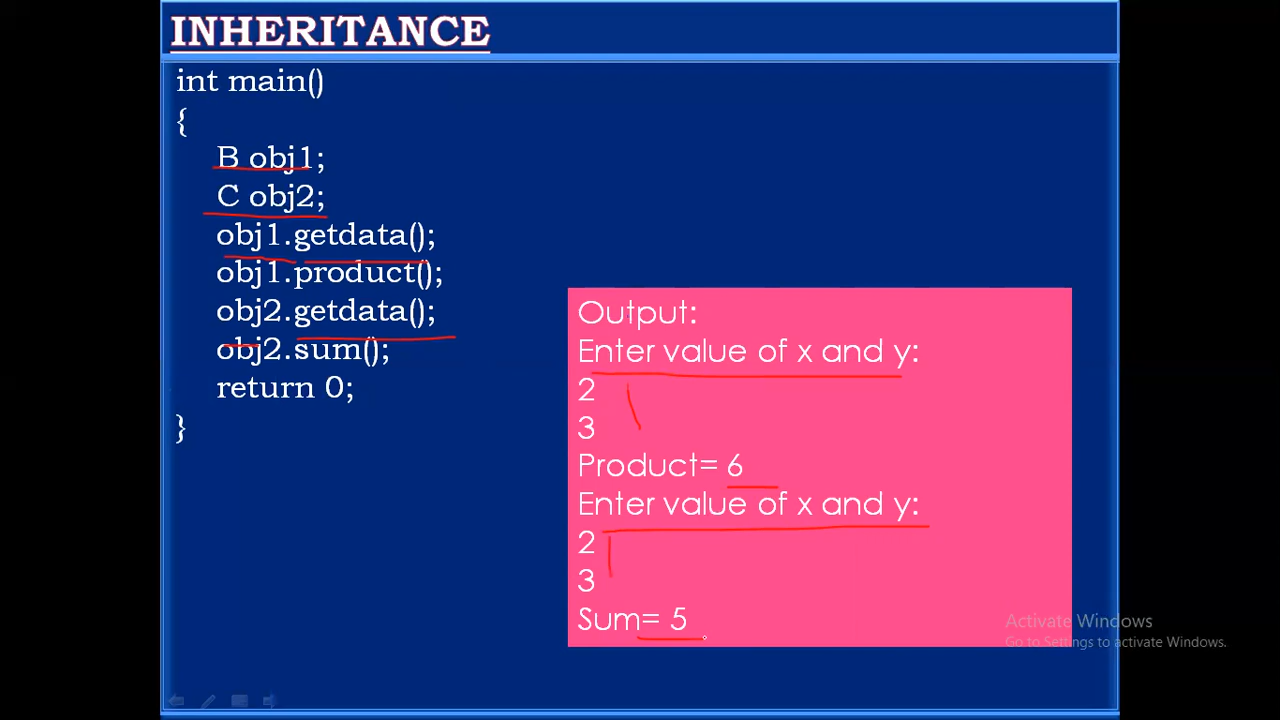 INHERITANCE
int main()
{
B obj1;
C obj2;
obj1.getdata();
obj1.product();
obj2.getdata();
obj2.sum();
return 0;
}
Output:
Enter value of x and y:
2
3
Product= 6
Enter value of x and y:
2
3
Sum= 5
Activate Windows
Go to Settings to activate Windows.